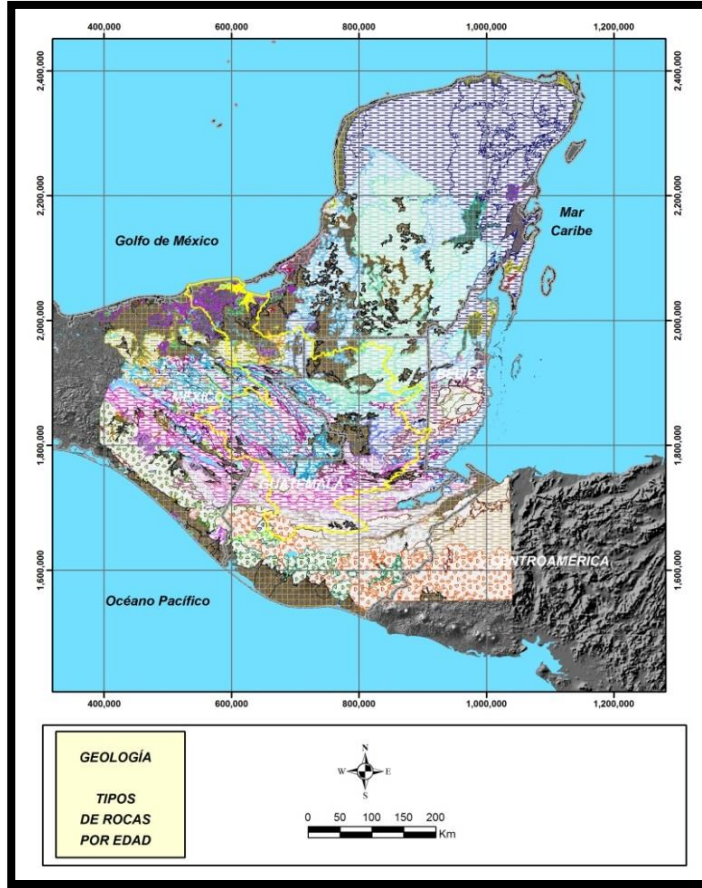 400,000 600,000 800,000 1,000,000 1,200,000
2,400,000 2,400,000
2,200,000 2,200,000
Golfo de México
Mar
Caribe
2,000,000 2,000,000
BELICE
MÉXICO
1,800,000 1,800,000
GUATEMALA
CENTROAMÉRICA
1,600,000 1,600,000
Océano Pacífico
400,000 600,000 800,000 1,000,000 1,200,000
GEOLOGÍA
TIPOS
DE ROCAS
POR EDAD
N
W E
S
0 50 100 150 200
Km